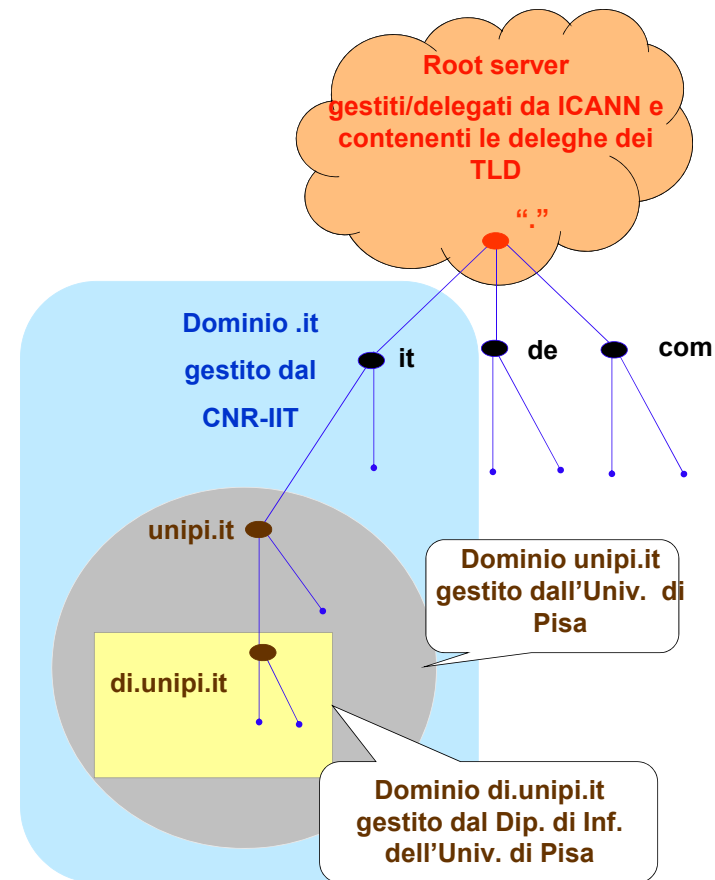 Root server
gestiti/delegati da ICANN e
contenenti le deleghe dei
TLD
“.”
Dominio .it
gestito dal
CNR-IIT
it
de
com
unipi.it
Dominio unipi.it
gestito dall’Univ. di
Pisa
di.unipi.it
Dominio di.unipi.it
gestito dal Dip. di Inf.
dell’Univ. di Pisa